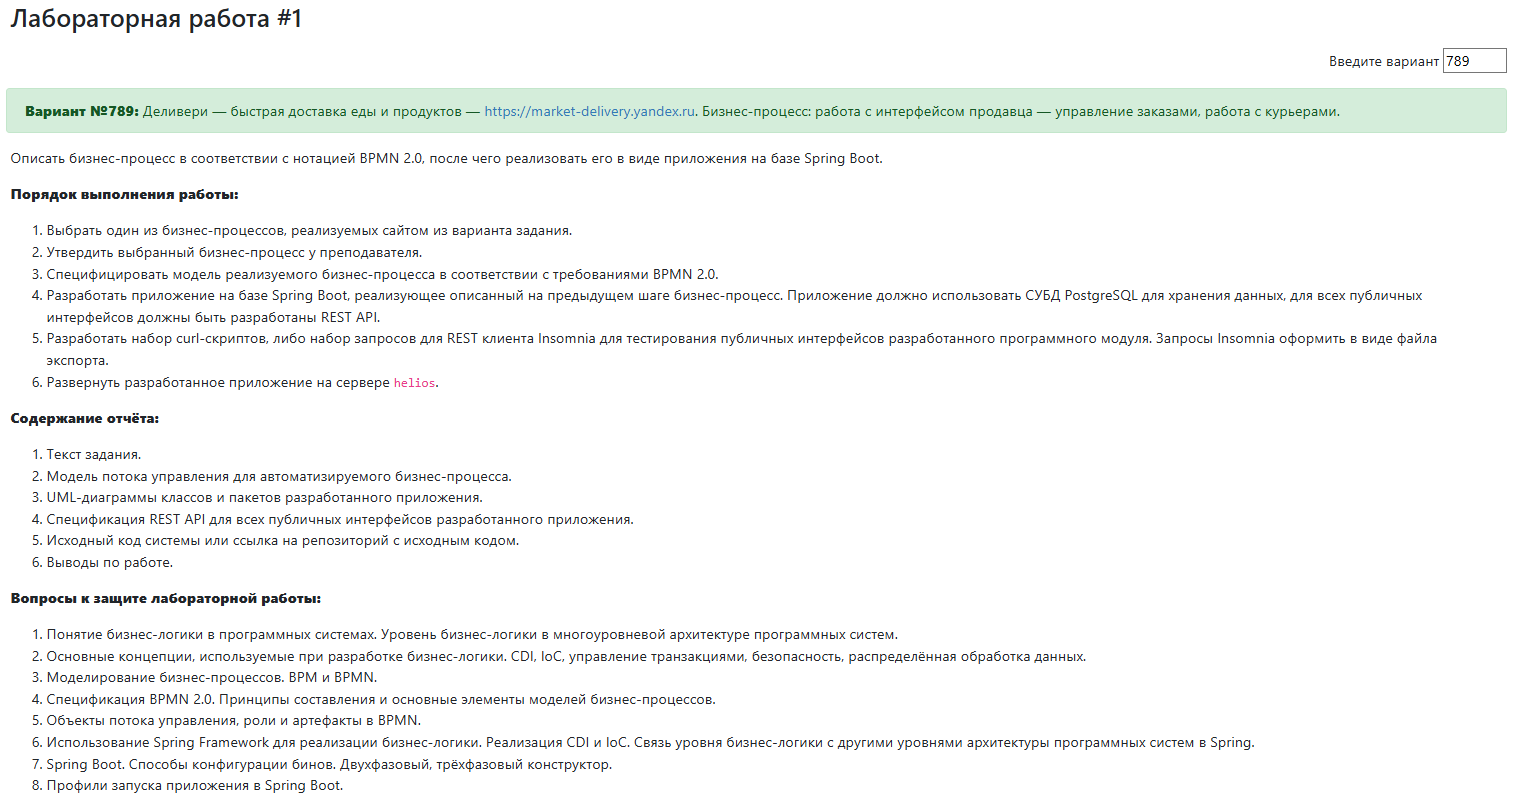 Лабораторная работа #1
Введите вариант 789
Вариант №789: Деливери — быстрая доставка еды и продуктов — https://market-delivery.yandex.ru. Бизнес-процесс: работа с интерфейсом продавца — управление заказами, работа с курьерами.
Описать бизнес-процесс в соответствии с нотацией BPMN 2.0, после чего реализовать его в виде приложения на базе Spring Boot.
Порядок выполнения работы:
1. Выбрать один из бизнес-процессов, реализуемых сайтом из варианта задания.
2. Утвердить выбранный бизнес-процесс у преподавателя.
3. Специфицировать модель реализуемого бизнес-процесса в соответствии с требованиями BPMN 2.0.
4. Разработать приложение на базе Spring Boot, реализующее описанный на предыдущем шаге бизнес-процесс. Приложение должно использовать СУБД PostgreSQL для хранения данных, для всех публичных
интерфейсов должны быть разработаны REST API.
5. Разработать набор curl-скриптов, либо набор запросов для REST клиента Insomnia для тестирования публичных интерфейсов разработанного программного модуля. Запросы Insomnia оформить в виде файла
экспорта.
6. Развернуть разработанное приложение на сервере helios.
Содержание отчёта:
1. Текст задания.
2. Модель потока управления для автоматизируемого бизнес-процесса.
3. UML-диаграммы классов и пакетов разработанного приложения.
4. Спецификация REST API для всех публичных интерфейсов разработанного приложения.
5. Исходный код системы или ссылка на репозиторий с исходным кодом.
6. Выводы по работе.
Вопросы к защите лабораторной работы:
1. Понятие бизнес-логики в программных системах. Уровень бизнес-логики в многоуровневой архитектуре программных систем.
2. Основные концепции, используемые при разработке бизнес-логики. CDI, IoC, управление транзакциями, безопасность, распределённая обработка данных.
3. Моделирование бизнес-процессов. BPM и BPMN.
4. Спецификация BPMN 2.0. Принципы составления и основные элементы моделей бизнес-процессов.
5. Объекты потока управления, роли и артефакты в BPMN.
6. Использование Spring Framework для реализации бизнес-логики. Реализация CDI и IoC. Связь уровня бизнес-логики с другими уровнями архитектуры программных систем в Spring.
7. Spring Boot. Способы конфигурации бинов. Двухфазовый, трёхфазовый конструктор.
8. Профили запуска приложения в Spring Boot.